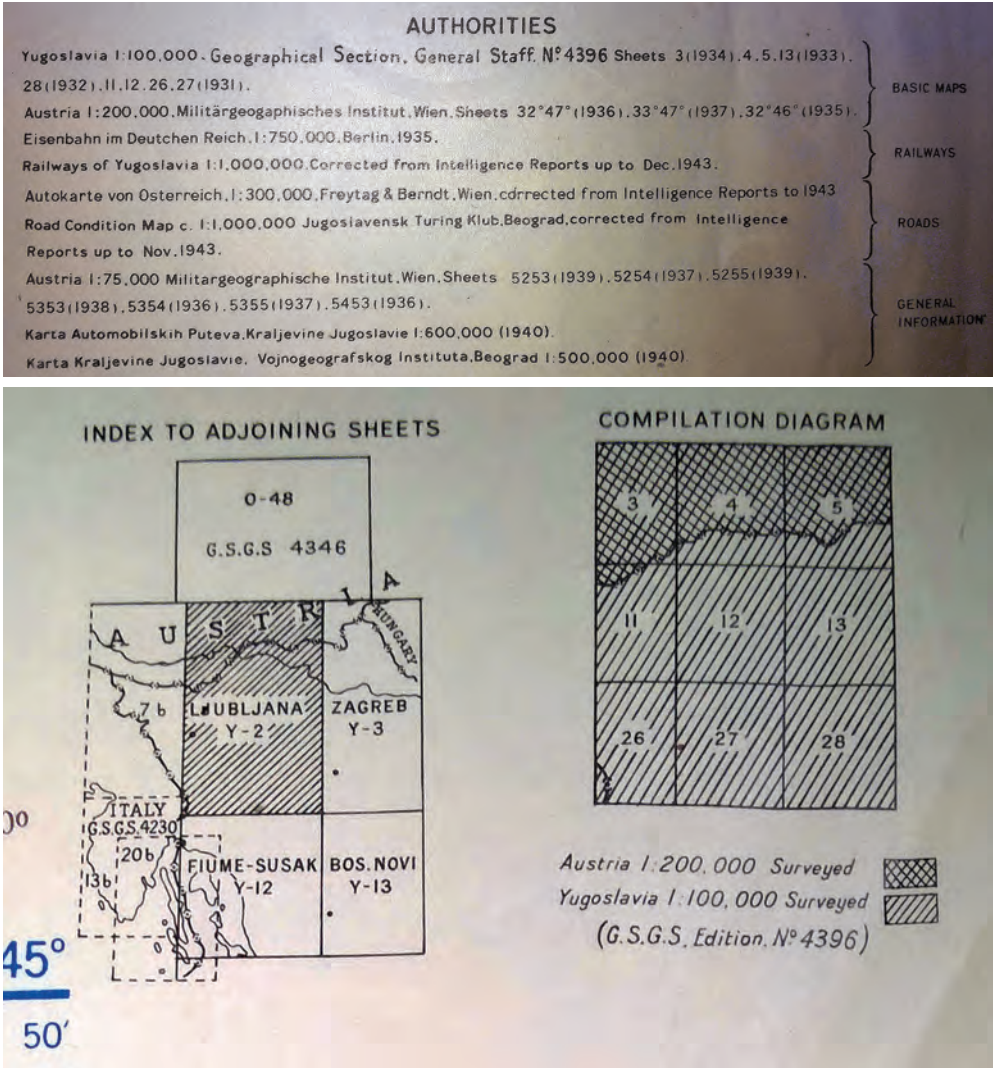 AUTHORITIES
Yugoslavia 1:100,000. Geographical Section, General Staff. Nº 4396 Sheets 3(1934).4.5.13(1933).
28(1932).11.12.26.27(1931).
Austria 1:200,000.Militärgeogaphisches Institut.Wien.Sheets 32°47°(1936).33°47°(1937).32°46°(1935).
BASIC MAPS
Eisenbahn im Deutchen Reich.1:750,000.Berlin.1935.
Railways of Yugoslavia 1:1,000,000.Corrected from Intelligence Reports up to Dec.1943.
RAILWAYS
Autokarte von Osterreich.1:300,000.Freytag & Berndt.Wien.corrected from Intelligence Reports to 1943
Road Condition Map c. 1:1,000,000 Jugoslavensk Turing Klub.Beograd.corrected from Intelligence
Reports up to Nov.1943.
ROADS
Austria 1:75,000 Militargeographische Institut.Wien.Sheets 5253(1939).5254(1937).5255(1939).
5353(1938).5354(1936).5355(1937).5453(1936).
Karta Automobilskih Puteva.Kraljevine Jugoslavie 1:600,000 (1940).
Karta Kraljevine Jugoslavie. Vojnogeografskog Instituta,Beograd 1:500,000 (1940)
GENERAL
INFORMATION
INDEX TO ADJOINING SHEETS
O-48
G.S.G.S 4346
AUSTRIA
HUNGARY
7b
LJUBLJANA
Y-2
ZAGREB
Y-3
ITALY
G.S.G.S.4230
20b
13b
FIUME-SUSAK
Y-12
BOS.NOVI
Y-13
45°
50′
COMPILATION DIAGRAM
3 4 5
11 12 13
26 27 28
Austria 1:200,000 Surveyed
Yugoslavia 1:100,000 Surveyed
(G.S.G.S. Edition. Nº 4396)